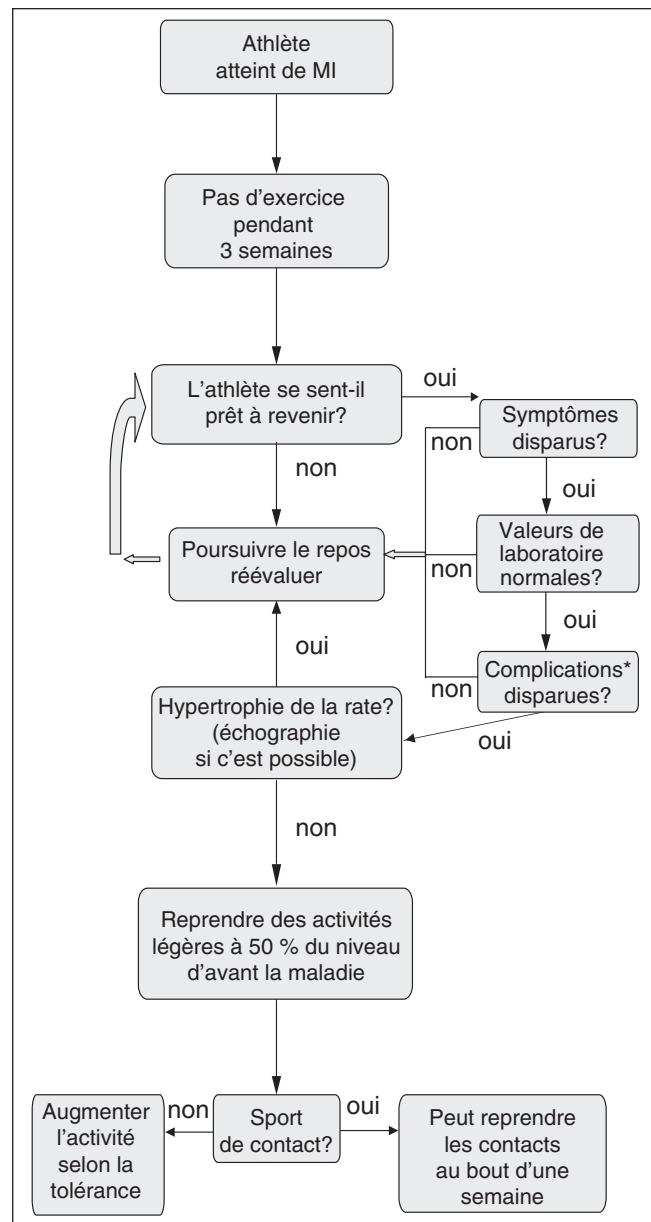 Athlète
atteint de MI
Pas d'exercice
pendant
3 semaines
L'athlète se sent-il
prêt à revenir?
oui
Symptômes
disparus?
non
non
oui
Poursuivre le repos
réévaluer
Valeurs de
laboratoire
normales?
non
oui
oui
Complications*
disparues?
non
Hypertrophie de la rate?
(échographie
si c'est possible)
oui
non
Reprendre des activités
légères à 50 % du niveau
d'avant la maladie
Sport
de contact?
non
oui
Augmenter
l'activité
selon la
tolérance
Peut reprendre
les contacts
au bout d'une
semaine